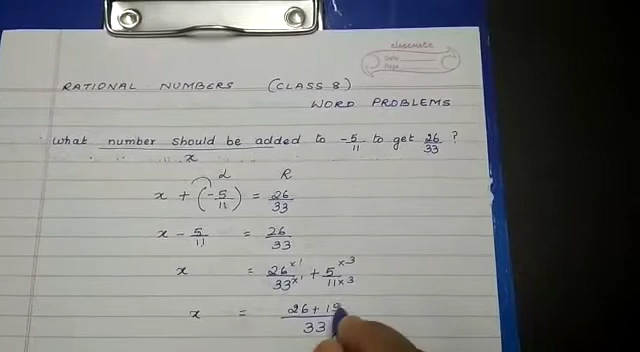 classmate
Date
Page
RATIONAL NUMBERS (CLASS 8)
WORD PROBLEMS
What number should be added to -5/11 to get 26/33 ?
x
L R
x + (-5/11) = 26/33
x - 5/11 = 26/33
x = 26×1/33×1 + 5×3/11×3
x = 26+15/33